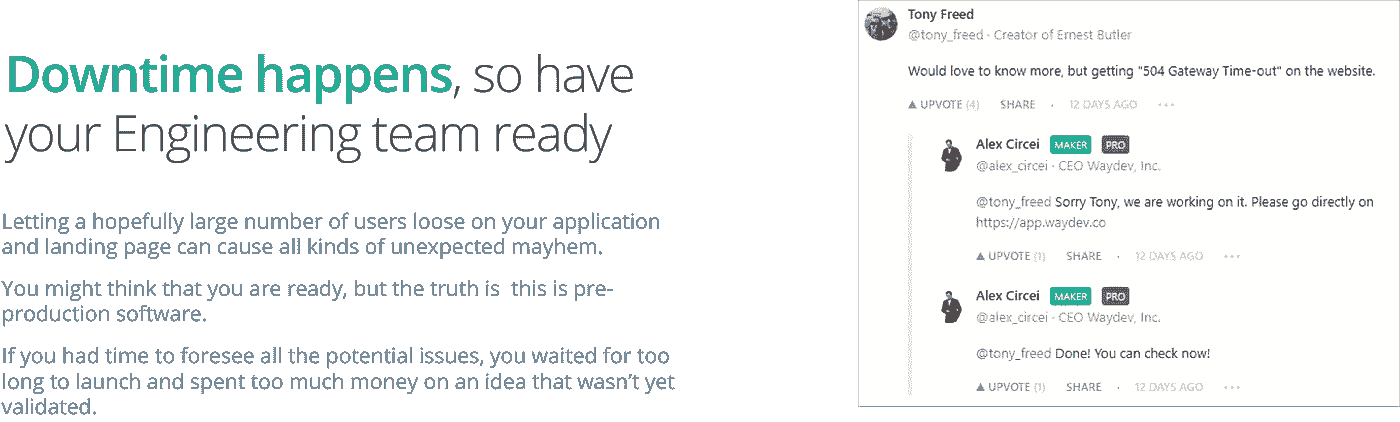 Downtime happens, so have
your Engineering team ready
Letting a hopefully large number of users loose on your application
and landing page can cause all kinds of unexpected mayhem.
You might think that you are ready, but the truth is  this is pre-
production software.
If you had time to foresee all the potential issues, you waited for too
long to launch and spent too much money on an idea that wasn't yet
validated.
Tony Freed
@tony_freed · Creator of Ernest Butler
Would love to know more, but getting "504 Gateway Time-out" on the website.
▲ UPVOTE (4) SHARE · 12 DAYS AGO ···
Alex Circei MAKER PRO
@alex_circei · CEO Waydev, Inc.
@tony_freed Sorry Tony, we are working on it. Please go directly on
https://app.waydev.co
▲ UPVOTE (1) SHARE · 12 DAYS AGO ···
Alex Circei MAKER PRO
@alex_circei · CEO Waydev, Inc.
@tony_freed Done! You can check now!
▲ UPVOTE (1) SHARE · 12 DAYS AGO ···